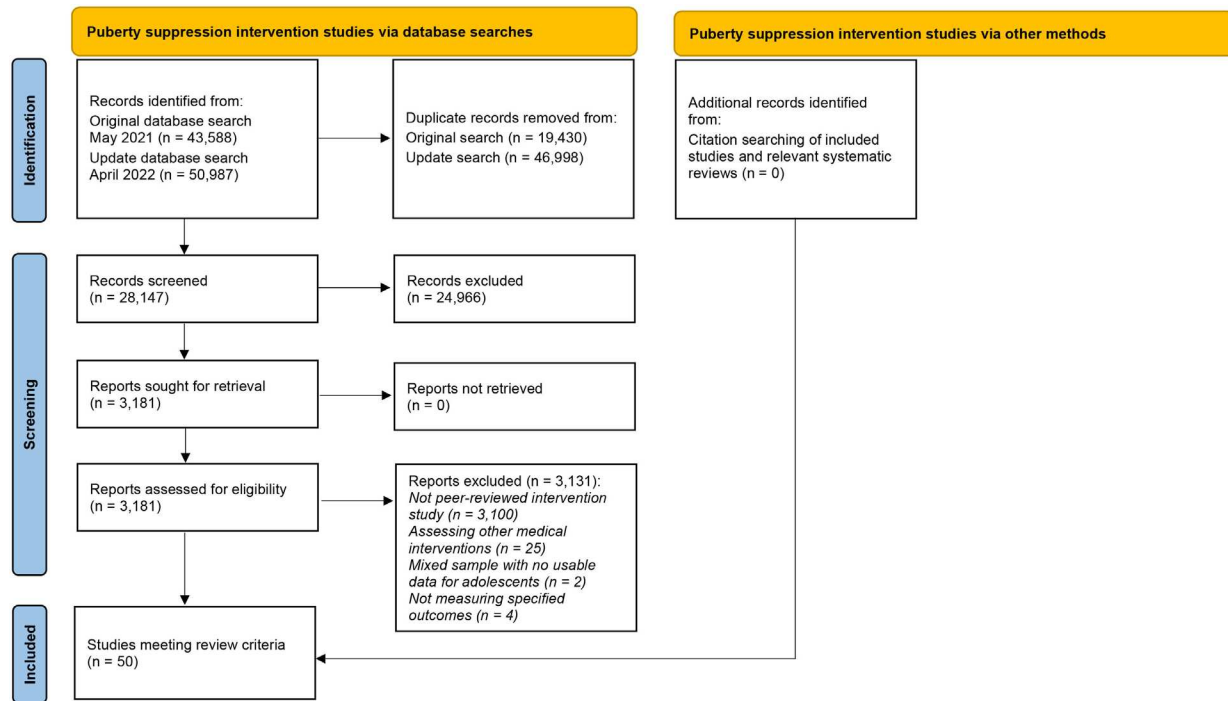 Puberty suppression intervention studies via database searches
Puberty suppression intervention studies via other methods
Identification
Records identified from:
Original database search
May 2021 (n = 43,588)
Update database search
April 2022 (n = 50,987)
Duplicate records removed from:
Original search (n = 19,430)
Update search (n = 46,998)
Additional records identified
from:
Citation searching of included
studies and relevant systematic
reviews (n = 0)
Screening
Records screened
(n = 28,147)
Records excluded
(n = 24,966)
Reports sought for retrieval
(n = 3,181)
Reports not retrieved
(n = 0)
Reports assessed for eligibility
(n = 3,181)
Reports excluded (n = 3,131):
Not peer-reviewed intervention
study (n = 3,100)
Assessing other medical
interventions (n = 25)
Mixed sample with no usable
data for adolescents (n = 2)
Not measuring specified
outcomes (n = 4)
Included
Studies meeting review criteria
(n = 50)